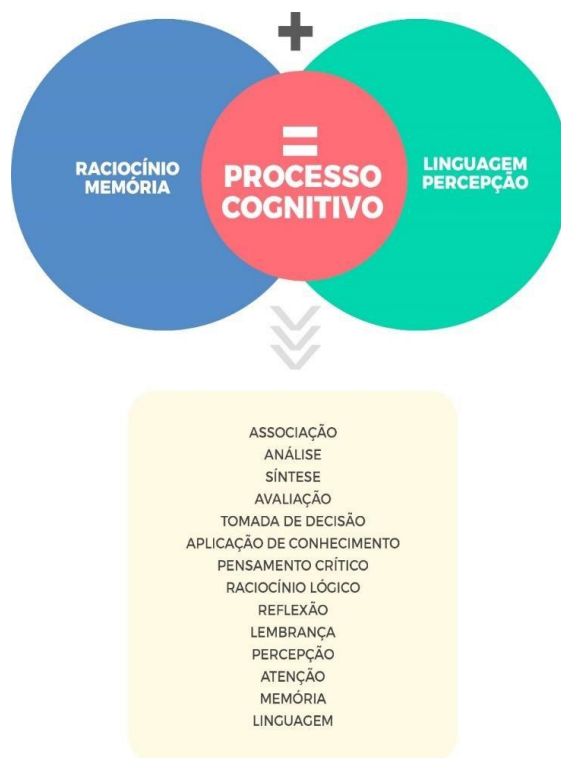 +
RACIOCÍNIO
MEMÓRIA
=
PROCESSO
COGNITIVO
LINGUAGEM
PERCEPÇÃO
ASSOCIAÇÃO
ANÁLISE
SÍNTESE
AVALIAÇÃO
TOMADA DE DECISÃO
APLICAÇÃO DE CONHECIMENTO
PENSAMENTO CRÍTICO
RACIOCÍNIO LÓGICO
REFLEXÃO
LEMBRANÇA
PERCEPÇÃO
ATENÇÃO
MEMÓRIA
LINGUAGEM